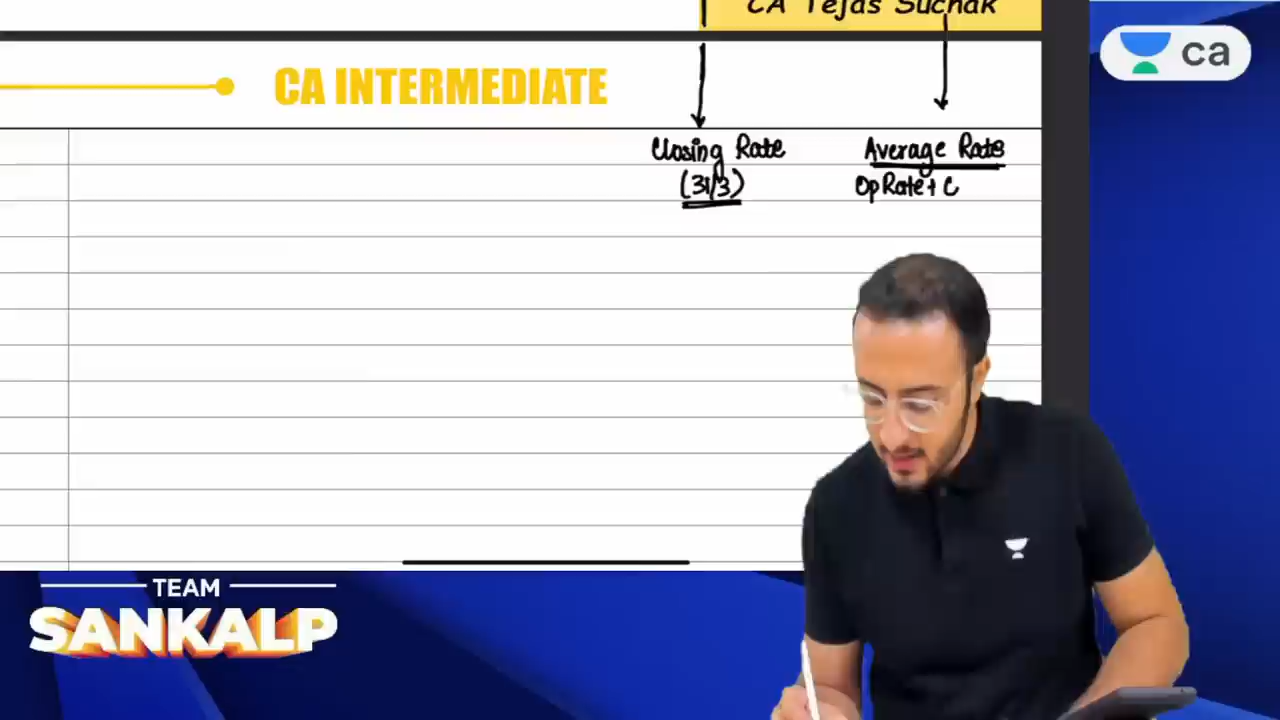 CA Tejas Suchak
ca
CA INTERMEDIATE
Closing Rate
(31/3)
Average Rate
Op Rate + C
TEAM
SANKALP